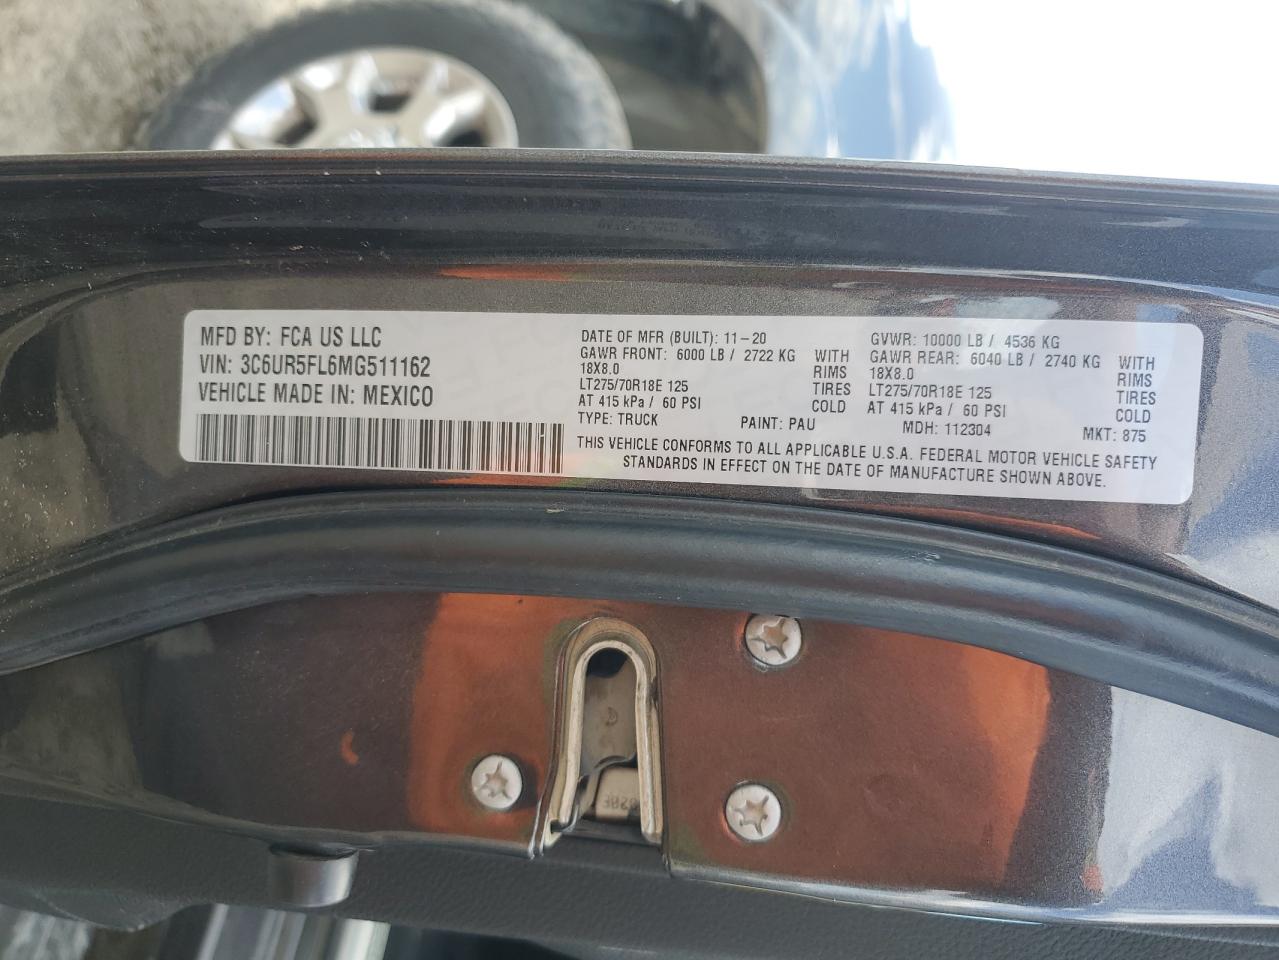 MFD BY: FCA US LLC
VIN: 3C6UR5FL6MG511162
VEHICLE MADE IN: MEXICO
DATE OF MFR (BUILT): 11-20
GAWR FRONT: 6000 LB / 2722 KG WITH
18X8.0 RIMS
LT275/70R18E 125 TIRES
AT 415 kPa / 60 PSI COLD
TYPE: TRUCK PAINT: PAU
GVWR: 10000 LB / 4536 KG
GAWR REAR: 6040 LB / 2740 KG WITH
18X8.0 RIMS
LT275/70R18E 125 TIRES
AT 415 kPa / 60 PSI COLD
MDH: 112304 MKT: 875
THIS VEHICLE CONFORMS TO ALL APPLICABLE U.S.A. FEDERAL MOTOR VEHICLE SAFETY
STANDARDS IN EFFECT ON THE DATE OF MANUFACTURE SHOWN ABOVE.